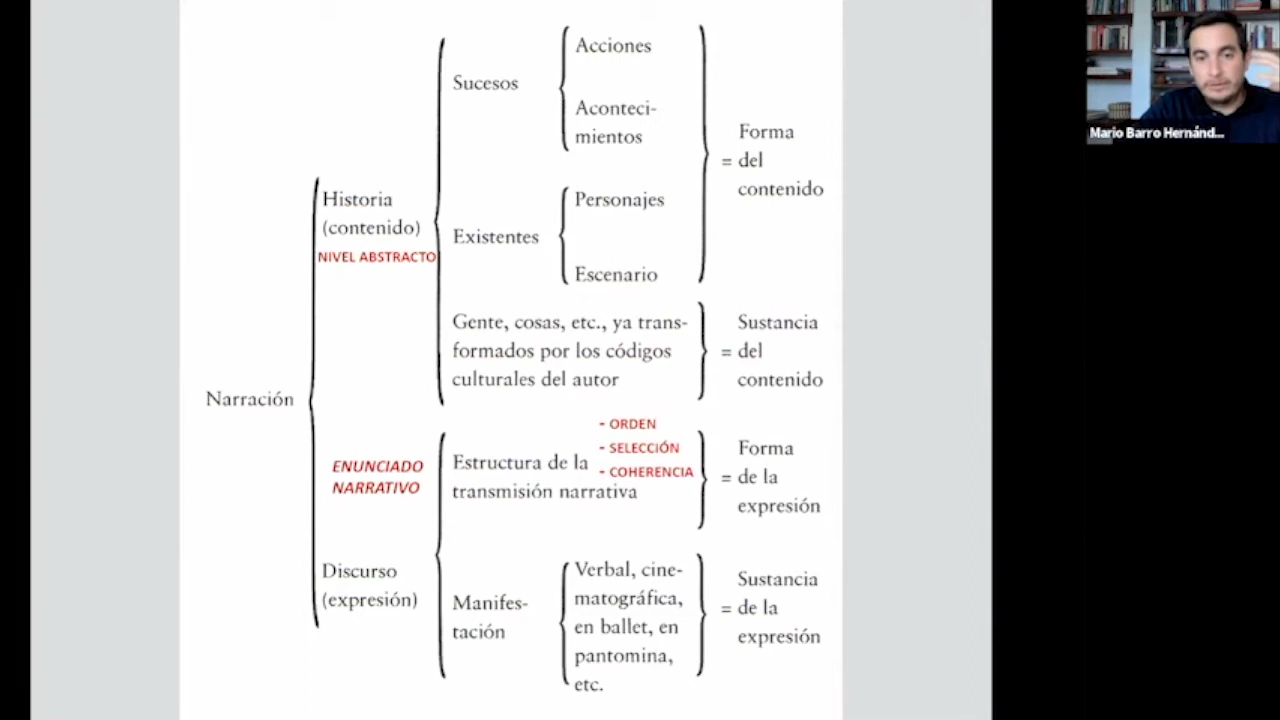 Acciones
Sucesos
Aconteci-
mientos
Forma
= del
contenido
Historia
(contenido)
NIVEL ABSTRACTO
Personajes
Existentes
Escenario
Gente, cosas, etc., ya trans-
formados por los códigos
culturales del autor
Sustancia
= del
contenido
Narración
ENUNCIADO
NARRATIVO
- ORDEN
- SELECCIÓN
- COHERENCIA
Estructura de la
transmisión narrativa
Forma
= de la
expresión
Discurso
(expresión)
Manifes-
tación
Verbal, cine-
matográfica,
en ballet, en
pantomina,
etc.
Sustancia
= de la
expresión
Mario Barro Hernánd...